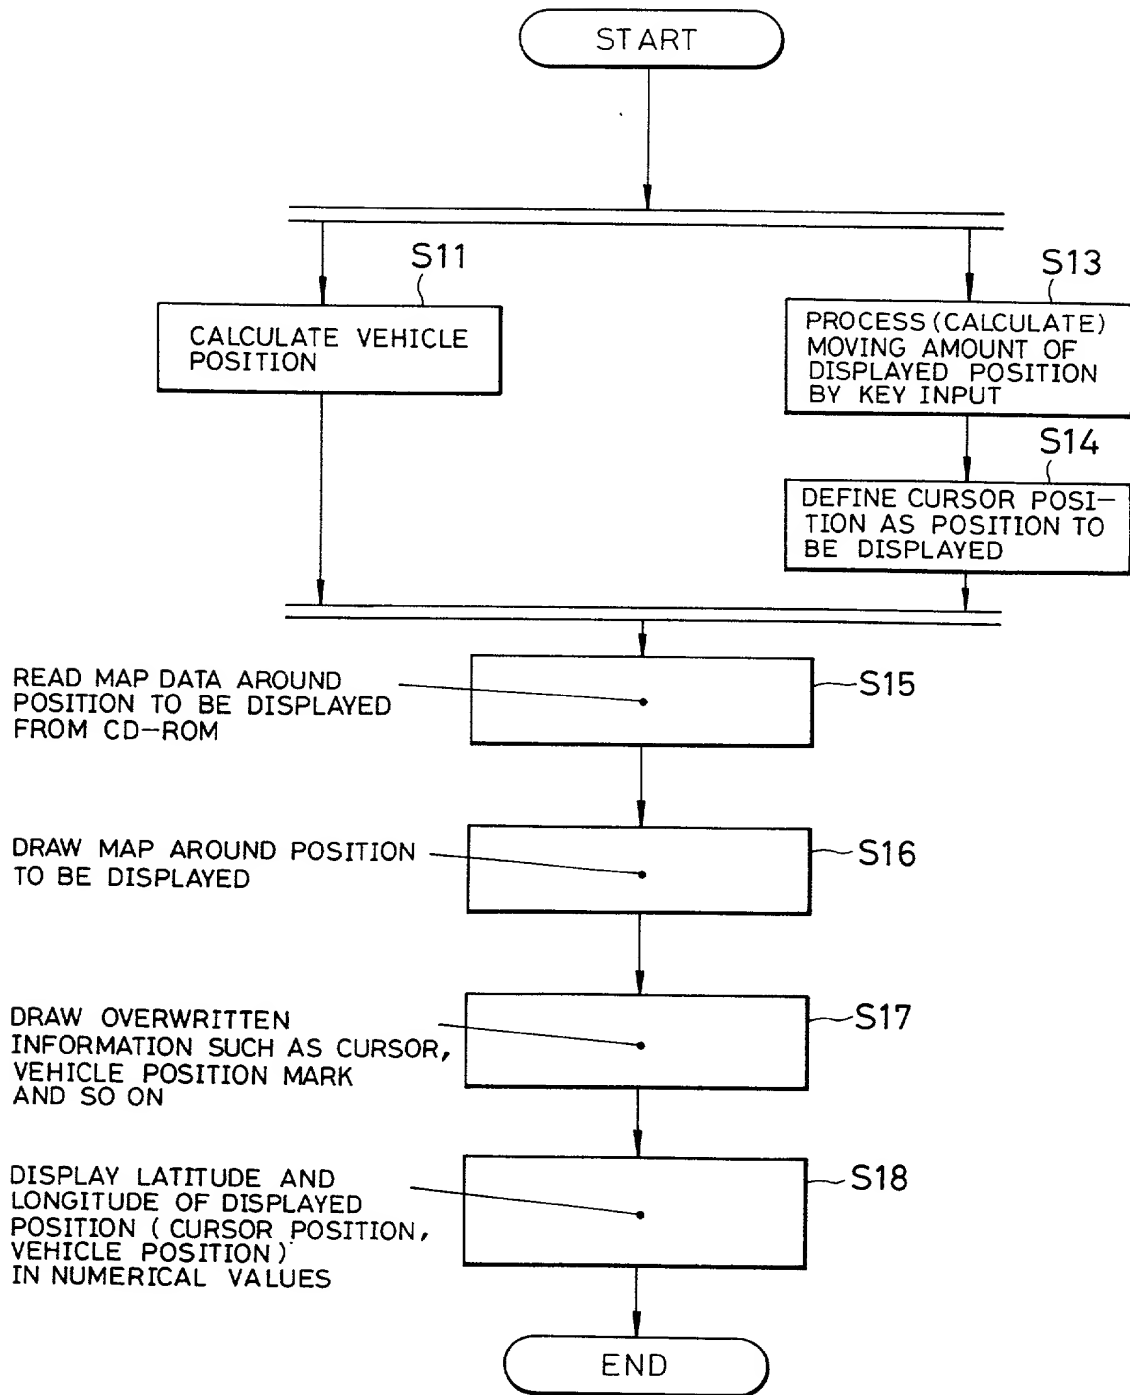 START
S11
CALCULATE VEHICLE
POSITION
S13
PROCESS (CALCULATE)
MOVING AMOUNT OF
DISPLAYED POSITION
BY KEY INPUT
S14
DEFINE CURSOR POSI-
TION AS POSITION TO
BE DISPLAYED
READ MAP DATA AROUND
POSITION TO BE DISPLAYED
FROM CD-ROM
S15
DRAW MAP AROUND POSITION
TO BE DISPLAYED
S16
DRAW OVERWRITTEN
INFORMATION SUCH AS CURSOR,
VEHICLE POSITION MARK
AND SO ON
S17
DISPLAY LATITUDE AND
LONGITUDE OF DISPLAYED
POSITION ( CURSOR POSITION,
VEHICLE POSITION )
IN NUMERICAL VALUES
S18
END